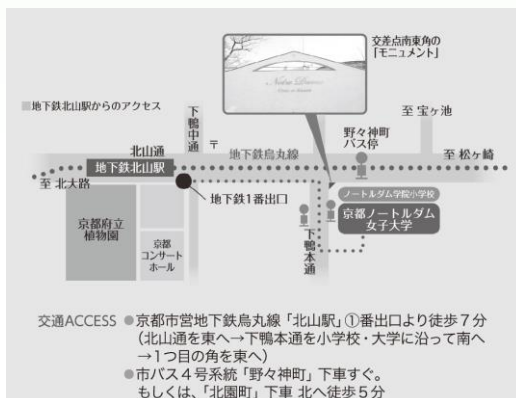 交差点南東角の
「モニュメント」
Notre Dame
■地下鉄北山駅からのアクセス
下鴨中通
〒
至 宝ヶ池
野々神町
バス停
北山通
地下鉄烏丸線
至 松ヶ崎
地下鉄北山駅
至 北大路
地下鉄1番出口
ノートルダム学院小学校
京都ノートルダム
女子大学
京都府立
植物園
京都
コンサート
ホール
下鴨本通
交通ACCESS ●京都市営地下鉄烏丸線「北山駅」①番出口より徒歩7分
(北山通を東へ→下鴨本通を小学校・大学に沿って南へ
→1つ目の角を東へ)
●市バス4号系統「野々神町」下車すぐ。
もしくは、「北園町」下車 北へ徒歩5分